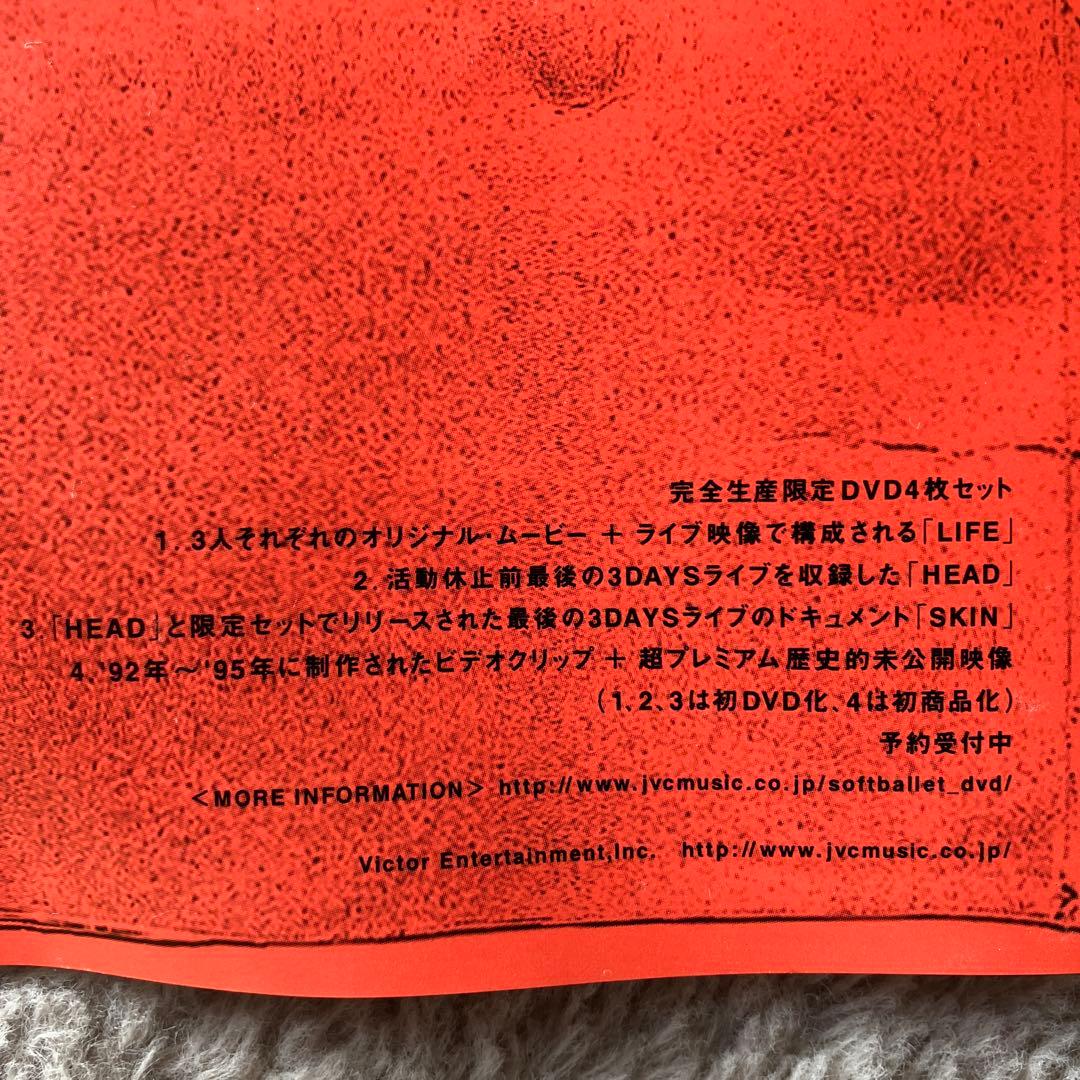 完全生産限定DVD4枚セット
1. 3人それぞれのオリジナル・ムービー + ライブ映像で構成される「LIFE」
2. 活動休止前最後の3DAYSライブを収録した「HEAD」
3.「HEAD」と限定セットでリリースされた最後の3DAYSライブのドキュメント「SKIN」
4. '92年〜'95年に制作されたビデオクリップ + 超プレミアム歴史的未公開映像
(1、2、3は初DVD化、4は初商品化)
予約受付中
<MORE INFORMATION> http://www.jvcmusic.co.jp/softballet_dvd/
Victor Entertainment,Inc. http://www.jvcmusic.co.jp/